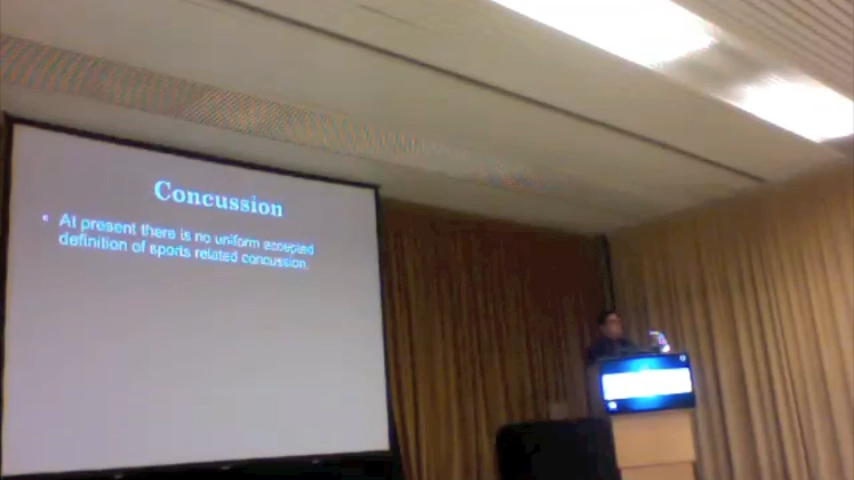 Concussion
• At present there is no uniform accepted
definition of sports related concussion.